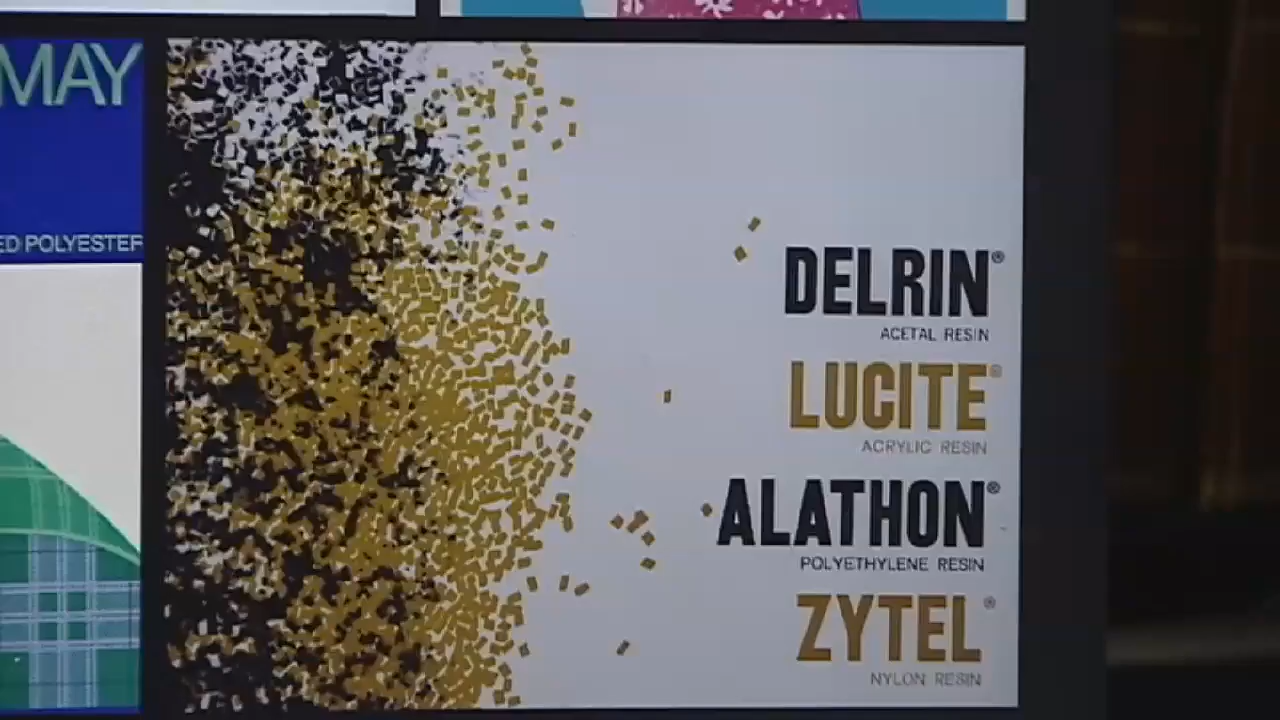 MAY
ED POLYESTER
DELRIN®
ACETAL RESIN
LUCITE®
ACRYLIC RESIN
ALATHON®
POLYETHYLENE RESIN
ZYTEL®
NYLON RESIN